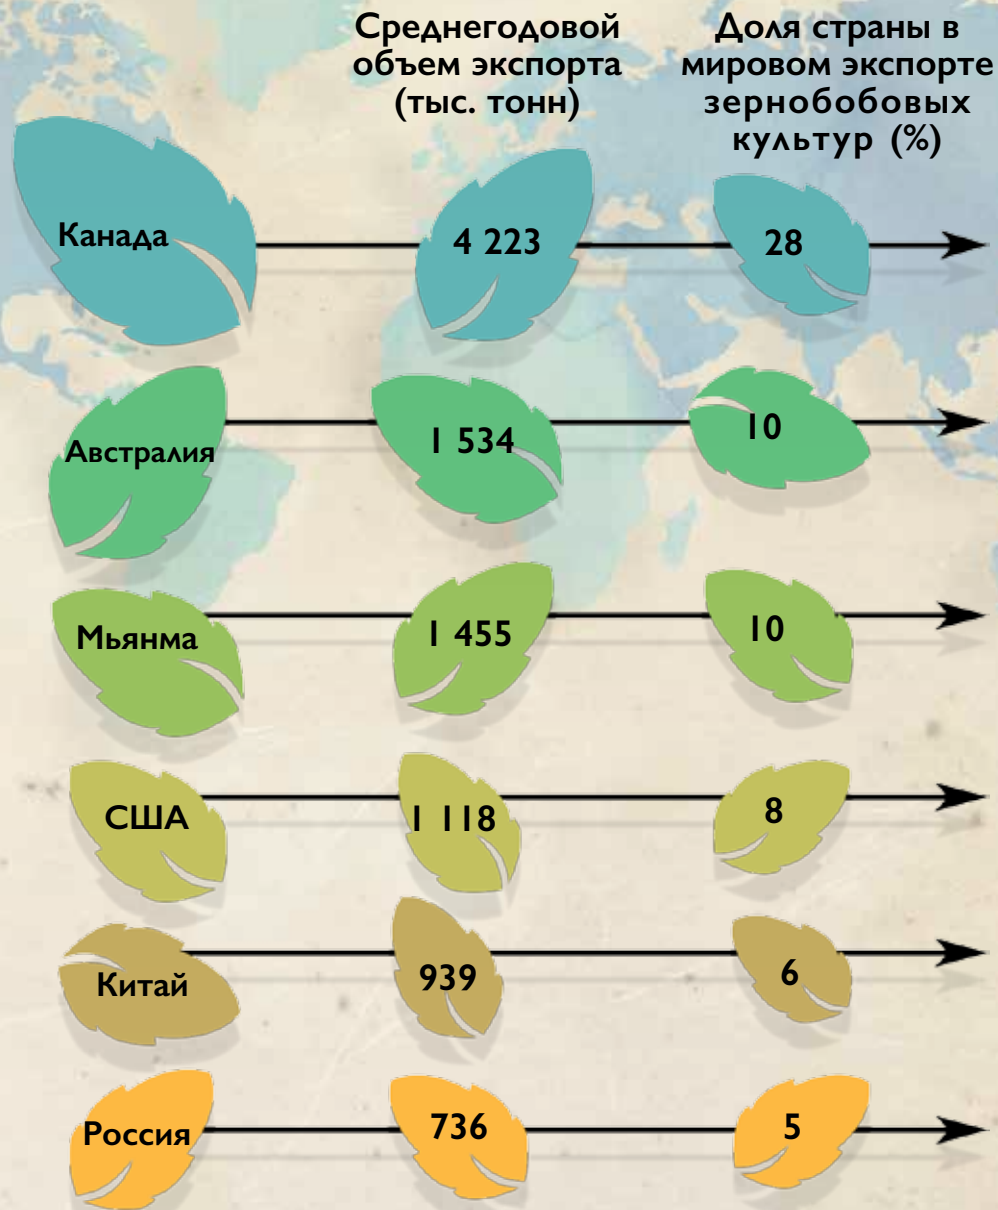 Среднегодовой
объем экспорта
(тыс. тонн)
Доля страны в
мировом экспорте
зернобобовых
культур (%)
Канада 4 223 28
Австралия 1 534 10
Мьянма 1 455 10
США 1 118 8
Китай 939 6
Россия 736 5